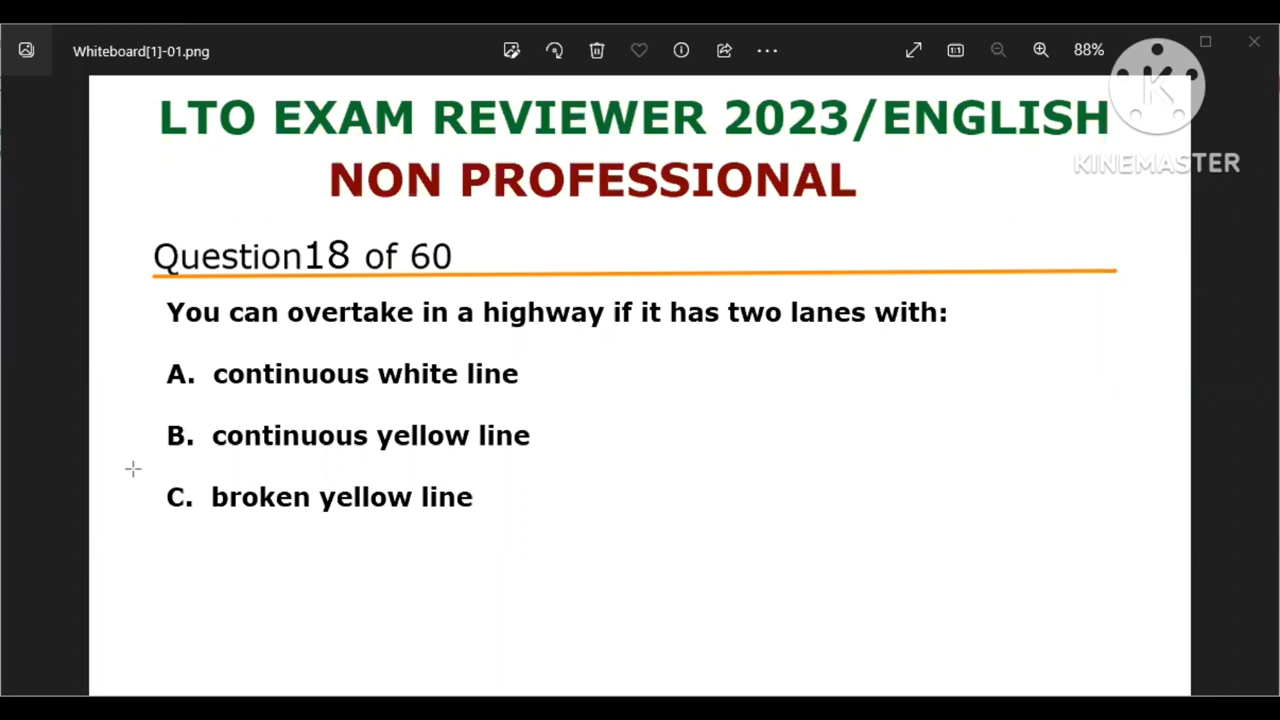 Whiteboard[1]-01.png
88%
LTO EXAM REVIEWER 2023/ENGLISH
NON PROFESSIONAL
K
KINEMASTER
Question18 of 60
You can overtake in a highway if it has two lanes with:
A. continuous white line
B. continuous yellow line
C. broken yellow line